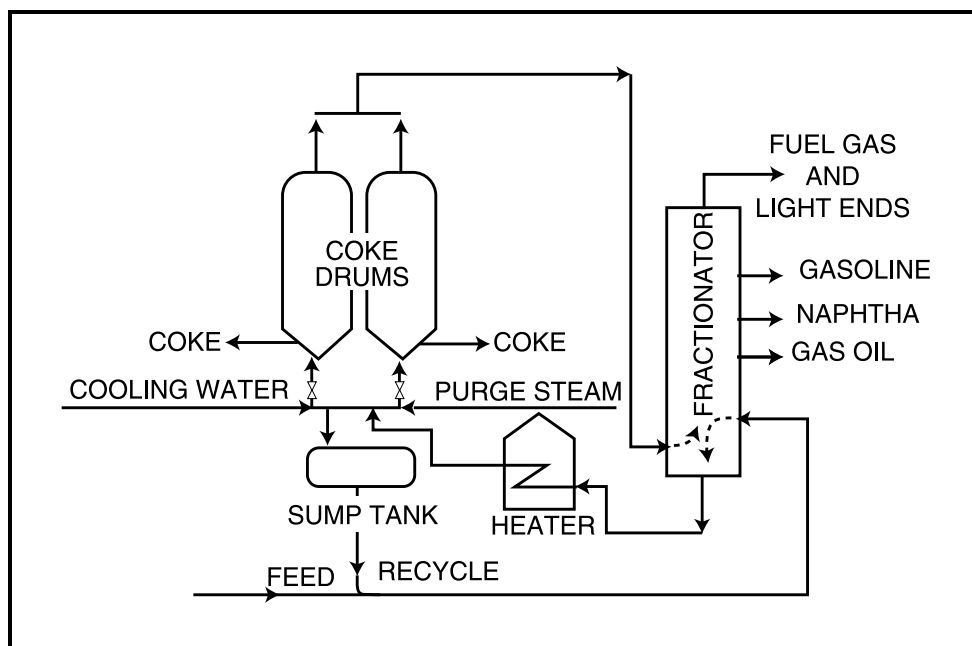 FUEL GAS
AND
LIGHT ENDS
FRACTIONATOR
COKE
DRUMS
GASOLINE
NAPHTHA
GAS OIL
COKE
COKE
COOLING WATER
PURGE STEAM
SUMP TANK
HEATER
FEED
RECYCLE